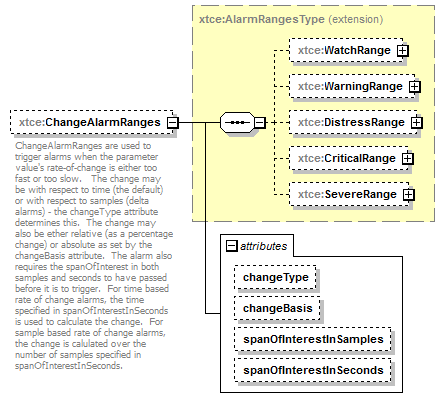 xtce:AlarmRangesType (extension)
xtce:WatchRange
xtce:WarningRange
xtce:ChangeAlarmRanges
xtce:DistressRange
xtce:CriticalRange
xtce:SevereRange
ChangeAlarmRanges are used to
trigger alarms when the parameter
value's rate-of-change is either too
fast or too slow.  The change may
be with respect to time (the default)
or with respect to samples (delta
alarms) - the changeType attribute
determines this.  The change may
also be ether relative (as a percentage
change) or absolute as set by the
changeBasis attribute.  The alarm also
requires the spanOfInterest in both
samples and seconds to have passed
before it is to trigger.  For time based
rate of change alarms, the time
specified in spanOfInterestInSeconds
is used to calculate the change.  For
sample based rate of change alarms,
the change is calulated over the
number of samples specified in
spanOfInterestInSeconds.
attributes
changeType
changeBasis
spanOfInterestInSamples
spanOfInterestInSeconds